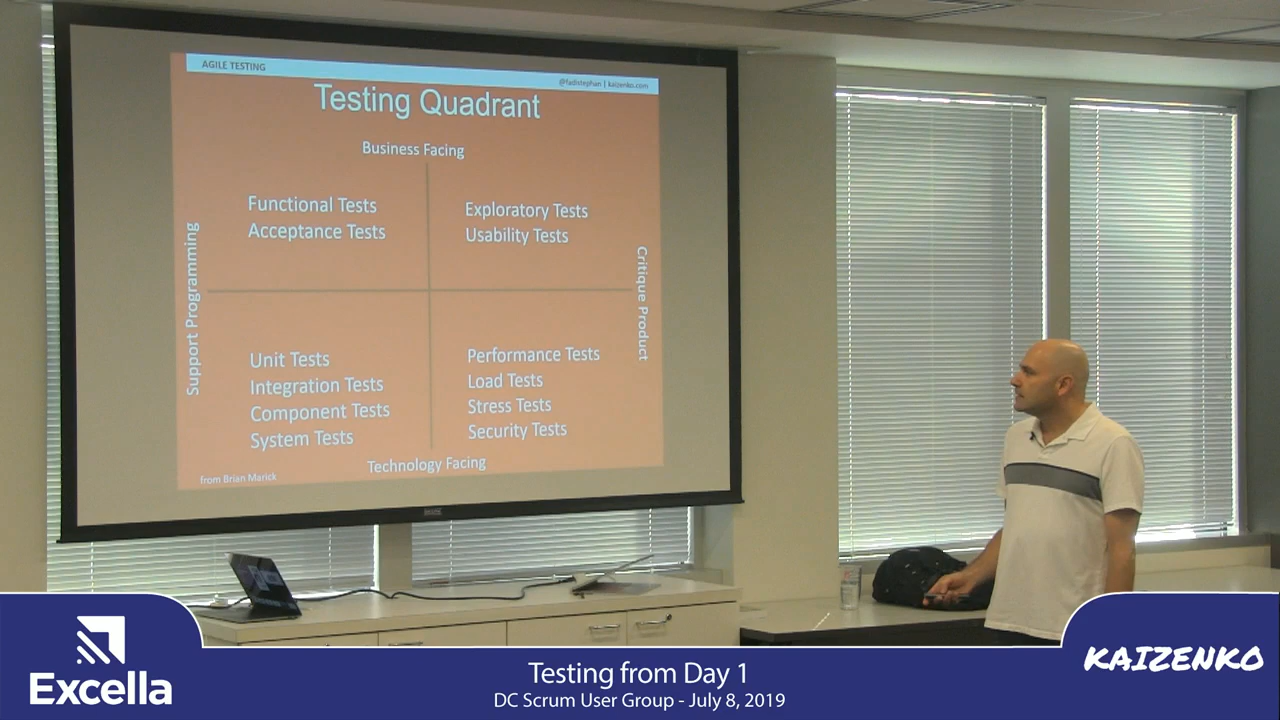 AGILE TESTING
@fadistephan | kaizenko.com
Testing Quadrant
Business Facing
Functional Tests
Acceptance Tests
Exploratory Tests
Usability Tests
Support Programming
Critique Product
Unit Tests
Integration Tests
Component Tests
System Tests
Performance Tests
Load Tests
Stress Tests
Security Tests
Technology Facing
from Brian Marick
Excella
Testing from Day 1
DC Scrum User Group - July 8, 2019
KAIZENKO